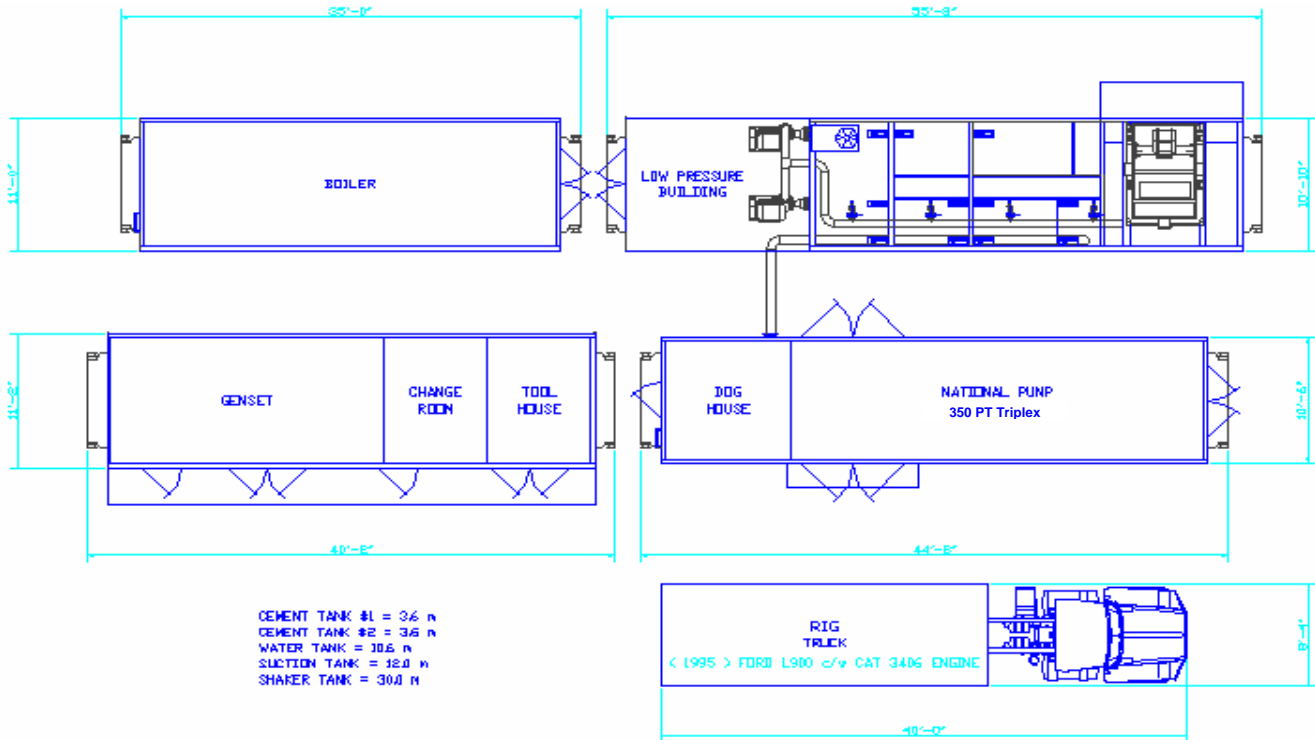 35'-0"
55'-8"
BOILER
LOW PRESSURE
BUILDING
11'-0"
10'-10"
GENSET
CHANGE
ROOM
TOOL
HOUSE
DOG
HOUSE
NATIONAL PUMP
350 PT Triplex
11'-2"
10'-6"
40'-2"
44'-8"
CEMENT TANK #1 = 3.6 m
CEMENT TANK #2 = 3.6 m
WATER TANK = 10.6 m
SUCTION TANK = 12.0 m
SHAKER TANK = 30.0 m
RIG
TRUCK
( 1995 ) FORD L900 c/w CAT 3406 ENGINE
8'-4"
40'-0"